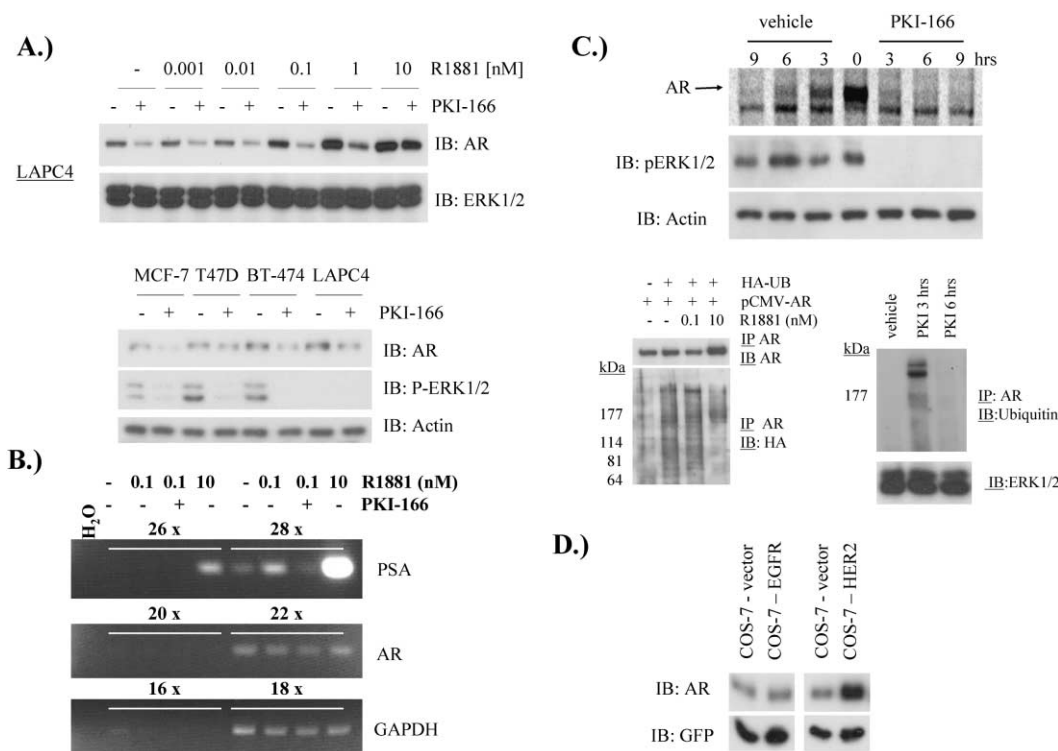 A.)
- 0.001 0.01 0.1 1 10 R1881 [nM]
- + - + - + - + - + - + PKI-166
IB: AR
LAPC4
IB: ERK1/2
MCF-7 T47D BT-474 LAPC4
- + - + - + - + PKI-166
IB: AR
IB: P-ERK1/2
IB: Actin
B.)
- 0.1 0.1 10 - 0.1 0.1 10 R1881 (nM)
- - + - - - + - PKI-166
H2O
26 x 28 x
PSA
20 x 22 x
AR
16 x 18 x
GAPDH
C.)
vehicle PKI-166
9 6 3 0 3 6 9 hrs
AR
IB: pERK1/2
IB: Actin
- + + + HA-UB
+ + + + pCMV-AR
- - 0.1 10 R1881 (nM)
IP AR
IB AR
kDa
177
114
81
64
IP AR
IB: HA
vehicle
PKI 3 hrs
PKI 6 hrs
kDa
177
IP: AR
IB:Ubiquitin
IB:ERK1/2
D.)
COS-7 - vector
COS-7 – EGFR
COS-7 - vector
COS-7 – HER2
IB: AR
IB: GFP